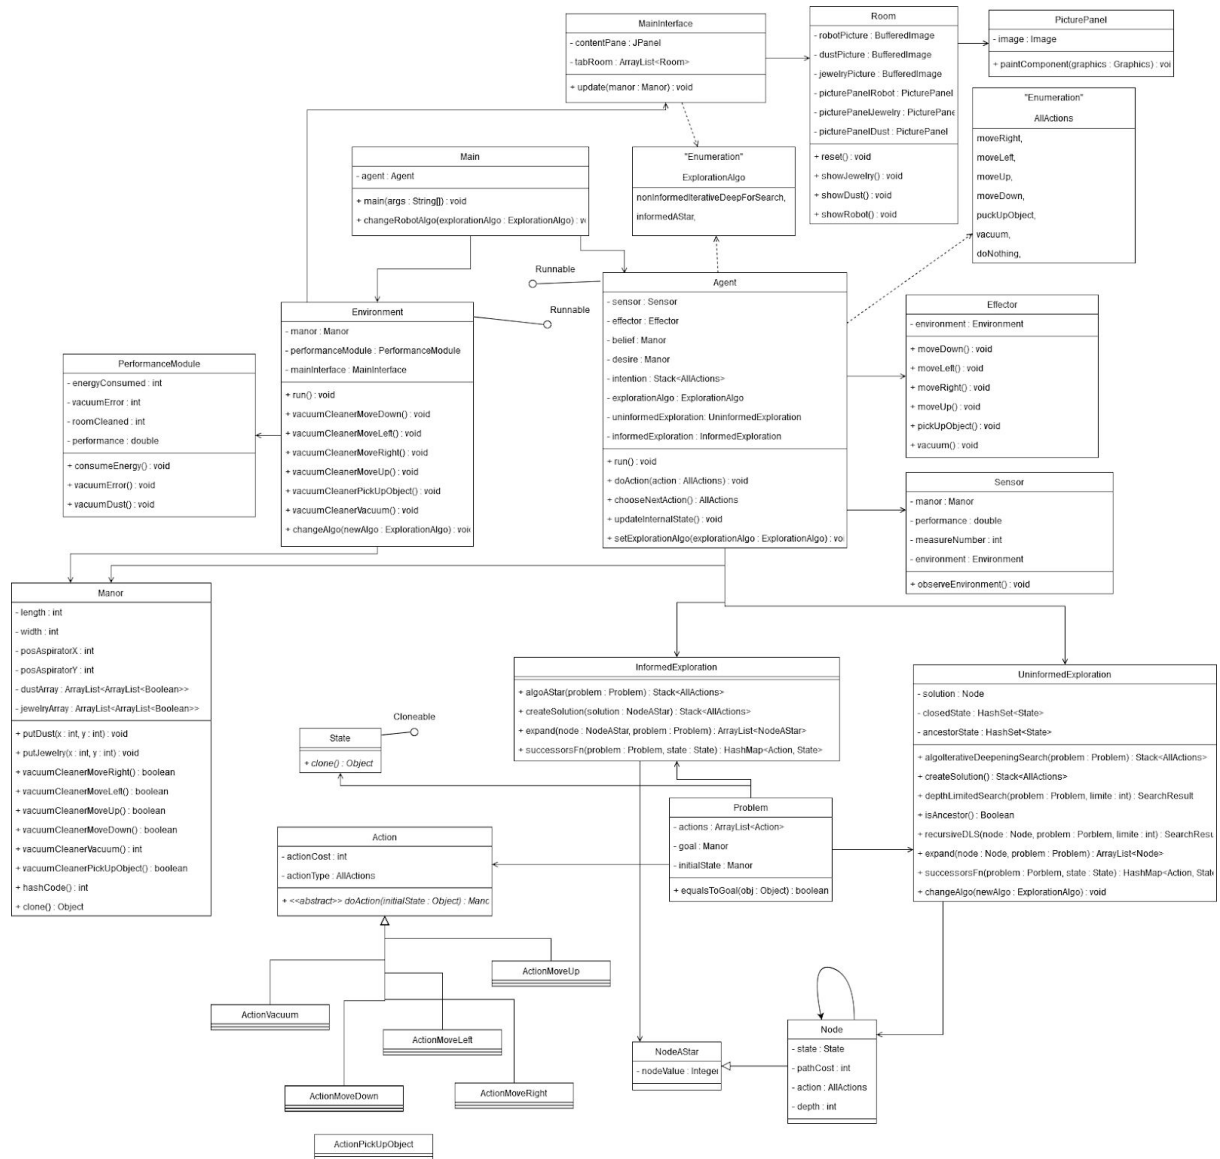 MainInterface
- contentPane : JPanel
- tabRoom : ArrayList<Room>
+ update(manor : Manor) : void
Room
- robotPicture : BufferedImage
- dustPicture : BufferedImage
- jewelryPicture : BufferedImage
- picturePanelRobot : PicturePanel
- picturePanelJewelry : PicturePane
- picturePanelDust : PicturePanel
+ reset() : void
+ showJewelry() : void
+ showDust() : void
+ showRobot() : void
PicturePanel
- image : Image
+ paintComponent(graphics : Graphics) : voi
"Enumeration"
AllActions
moveRight,
moveLeft,
moveUp,
moveDown,
puckUpObject,
vacuum,
doNothing,
Main
- agent : Agent
+ main(args : String[]) : void
+ changeRobotAlgo(explorationAlgo : ExplorationAlgo) : v
"Enumeration"
ExplorationAlgo
nonInformedIterativeDeepForSearch,
informedAStar,
Runnable
Runnable
Environment
- manor : Manor
- performanceModule : PerformanceModule
- mainInterface : MainInterface
+ run() : void
+ vacuumCleanerMoveDown() : void
+ vacuumCleanerMoveLeft() : void
+ vacuumCleanerMoveRight() : void
+ vacuumCleanerMoveUp() : void
+ vacuumCleanerPickUpObject() : void
+ vacuumCleanerVacuum() : void
+ changeAlgo(newAlgo : ExplorationAlgo) : voi
Agent
- sensor : Sensor
- effector : Effector
- belief : Manor
- desire : Manor
- intention : Stack<AllActions>
- explorationAlgo : ExplorationAlgo
- uninformedExploration: UninformedExploration
- informedExploration : InformedExploration
+ run() : void
+ doAction(action : AllActions) : void
+ chooseNextAction() : AllActions
+ updateInternalState() : void
+ setExplorationAlgo(explorationAlgo : ExplorationAlgo) : vo
Effector
- environment : Environment
+ moveDown() : void
+ moveLeft() : void
+ moveRight() : void
+ moveUp() : void
+ pickUpObject() : void
+ vacuum() : void
PerformanceModule
- energyConsumed : int
- vacuumError : int
- roomCleaned : int
- performance : double
+ consumeEnergy() : void
+ vacuumError() : void
+ vacuumDust() : void
Sensor
- manor : Manor
- performance : double
- measureNumber : int
- environment : Environment
+ observeEnvironment() : void
Manor
- length : int
- width : int
- posAspiratorX : int
- posAspiratorY : int
- dustArray : ArrayList<ArrayList<Boolean>>
- jewelryArray : ArrayList<ArrayList<Boolean>>
+ putDust(x : int, y : int) : void
+ putJewelry(x : int, y : int) : void
+ vacuumCleanerMoveRight() : boolean
+ vacuumCleanerMoveLeft() : boolean
+ vacuumCleanerMoveUp() : boolean
+ vacuumCleanerMoveDown() : boolean
+ vacuumCleanerVacuum() : int
+ vacuumCleanerPickUpObject() : boolean
+ hashCode() : int
+ clone() : Object
InformedExploration
+ algoAStar(problem : Problem) : Stack<AllActions>
+ createSolution(solution : NodeAStar) : Stack<AllActions>
+ expand(node : NodeAStar, problem : Problem) : ArrayList<NodeAStar>
+ successorsFn(problem : Problem, state : State) : HashMap<Action, State>
UninformedExploration
- solution : Node
- closedState : HashSet<State>
- ancestorState : HashSet<State>
+ algoIterativeDeepeningSearch(problem : Problem) : Stack<AllActions>
+ createSolution() : Stack<AllActions>
+ depthLimitedSearch(problem : Problem, limite : int) : SearchResult
+ isAncestor() : Boolean
+ recursiveDLS(node : Node, problem : Porblem, limite : int) : SearchResu
+ expand(node : Node, problem : Problem) : ArrayList<Node>
+ successorsFn(problem : Porblem, state : State) : HashMap<Action, State
+ changeAlgo(newAlgo : ExplorationAlgo) : void
Cloneable
State
+ clone() : Object
Problem
- actions : ArrayList<Action>
- goal : Manor
- initialState : Manor
+ equalsToGoal(obj : Object) : boolean
Action
- actionCost : int
- actionType : AllActions
+ <<abstract>> doAction(initialState : Object) : Mano
ActionMoveUp
ActionVacuum
ActionMoveLeft
ActionMoveDown
ActionMoveRight
ActionPickUpObject
NodeAStar
- nodeValue : Integer
Node
- state : State
- pathCost : int
- action : AllActions
- depth : int